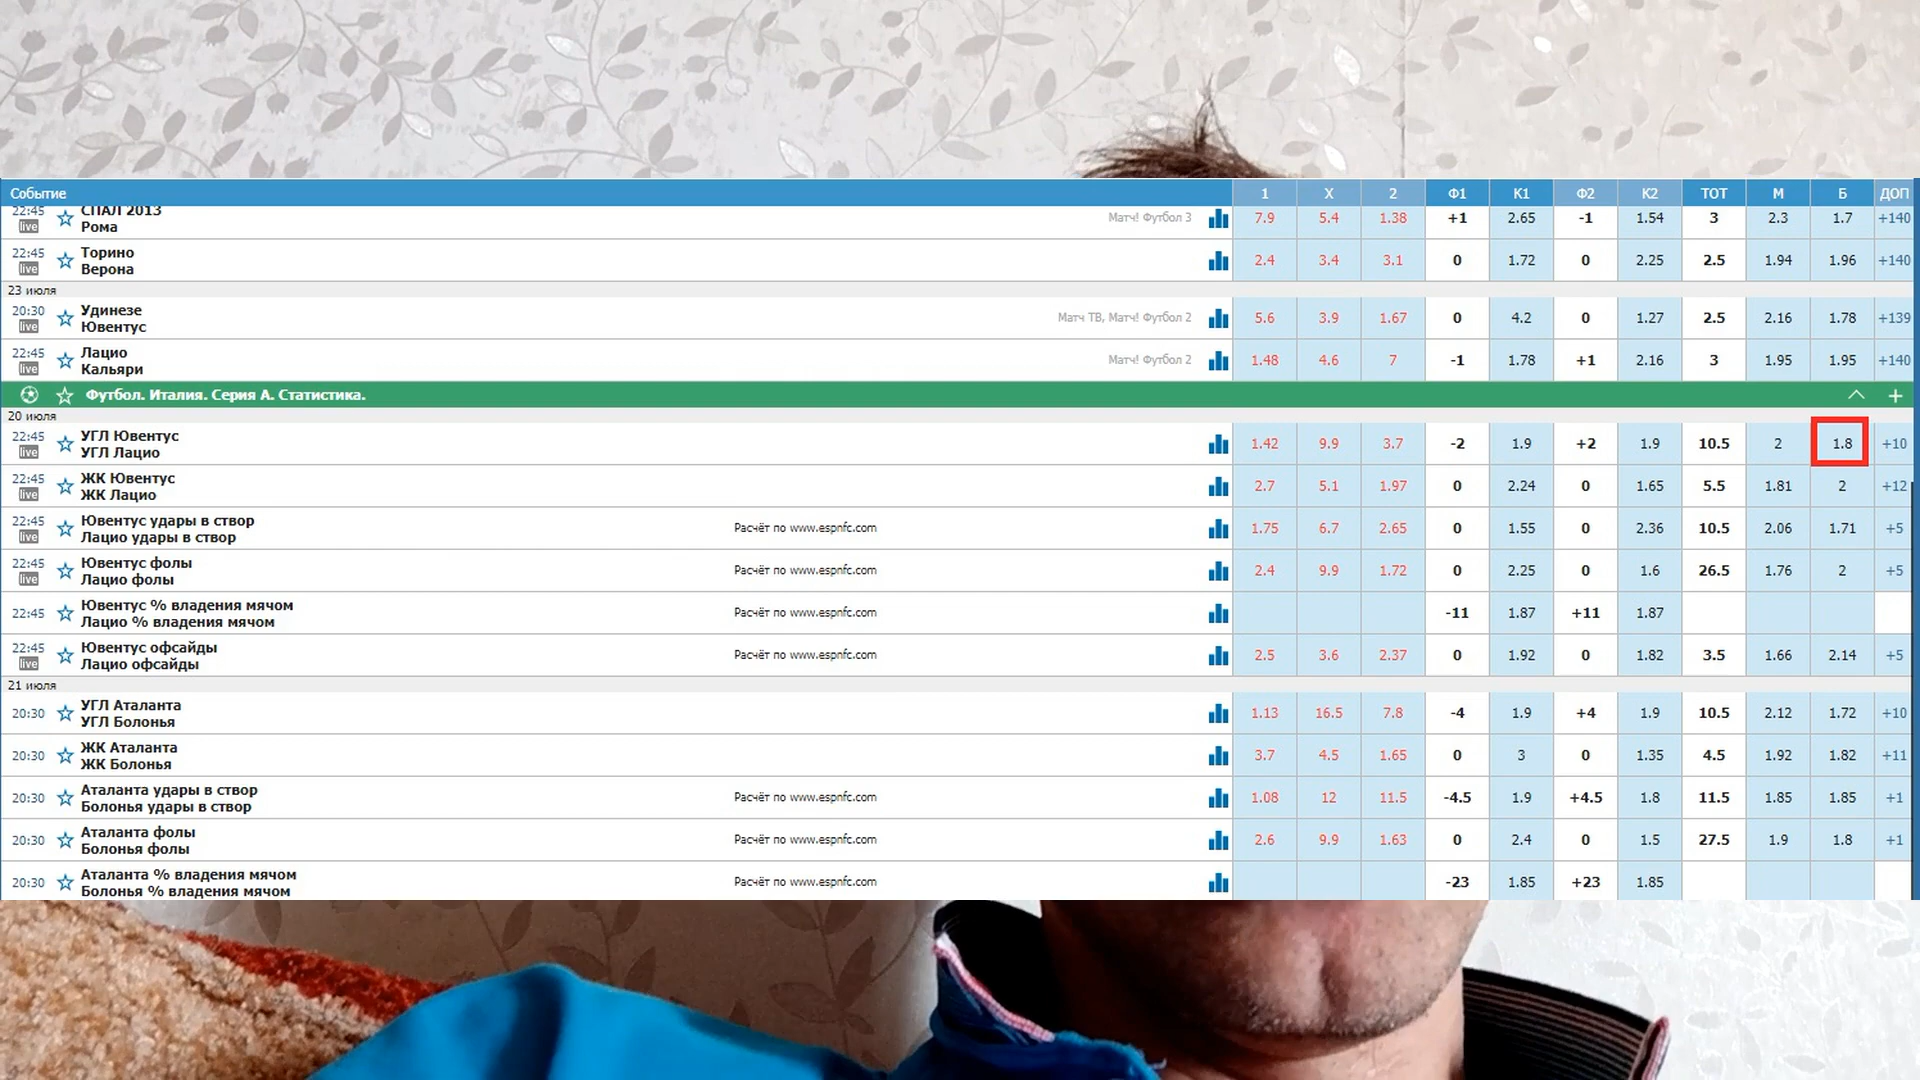 Событие 1 X 2 Ф1 К1 Ф2 К2 ТОТ М Б ДОП
22:45 СПАЛ 2013 Матч! Футбол 3 7.9 5.4 1.38 +1 2.65 -1 1.54 3 2.3 1.7 +140
live Рома
22:45 Торино 2.4 3.4 3.1 0 1.72 0 2.25 2.5 1.94 1.96 +140
live Верона
23 июля
20:30 Удинезе Матч ТВ, Матч! Футбол 2 5.6 3.9 1.67 0 4.2 0 1.27 2.5 2.16 1.78 +139
live Ювентус
22:45 Лацио Матч! Футбол 2 1.48 4.6 7 -1 1.78 +1 2.16 3 1.95 1.95 +140
live Кальяри
Футбол. Италия. Серия А. Статистика.
20 июля
22:45 УГЛ Ювентус 1.42 9.9 3.7 -2 1.9 +2 1.9 10.5 2 1.8 +10
live УГЛ Лацио
22:45 ЖК Ювентус 2.7 5.1 1.97 0 2.24 0 1.65 5.5 1.81 2 +12
live ЖК Лацио
22:45 Ювентус удары в створ Расчёт по www.espnfc.com 1.75 6.7 2.65 0 1.55 0 2.36 10.5 2.06 1.71 +5
live Лацио удары в створ
22:45 Ювентус фолы Расчёт по www.espnfc.com 2.4 9.9 1.72 0 2.25 0 1.6 26.5 1.76 2 +5
live Лацио фолы
22:45 Ювентус % владения мячом Расчёт по www.espnfc.com -11 1.87 +11 1.87
Лацио % владения мячом
22:45 Ювентус офсайды Расчёт по www.espnfc.com 2.5 3.6 2.37 0 1.92 0 1.82 3.5 1.66 2.14 +5
live Лацио офсайды
21 июля
20:30 УГЛ Аталанта 1.13 16.5 7.8 -4 1.9 +4 1.9 10.5 2.12 1.72 +10
УГЛ Болонья
20:30 ЖК Аталанта 3.7 4.5 1.65 0 3 0 1.35 4.5 1.92 1.82 +11
ЖК Болонья
20:30 Аталанта удары в створ Расчёт по www.espnfc.com 1.08 12 11.5 -4.5 1.9 +4.5 1.8 11.5 1.85 1.85 +1
Болонья удары в створ
20:30 Аталанта фолы Расчёт по www.espnfc.com 2.6 9.9 1.63 0 2.4 0 1.5 27.5 1.9 1.8 +1
Болонья фолы
20:30 Аталанта % владения мячом Расчёт по www.espnfc.com -23 1.85 +23 1.85
Болонья % владения мячом